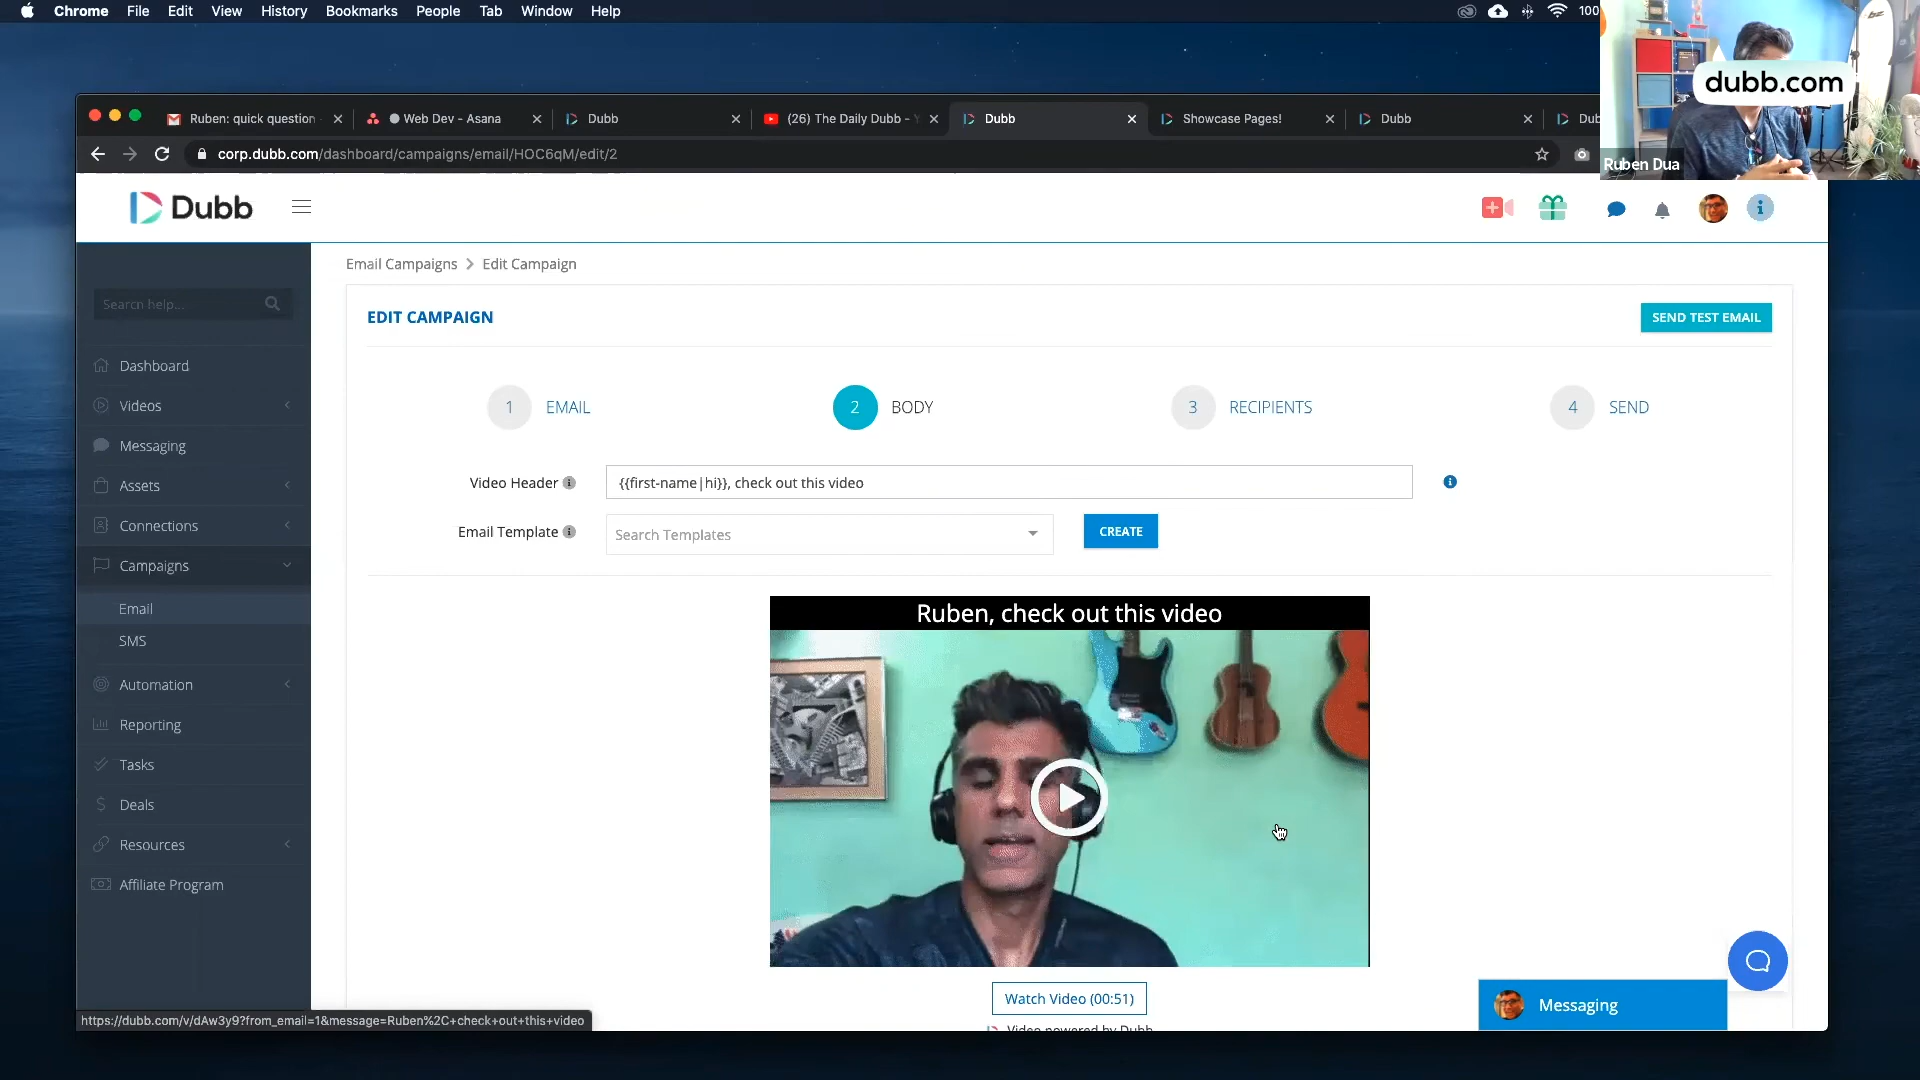 Chrome File Edit View History Bookmarks People Tab Window Help
100
dubb.com
Ruben Dua
Ruben: quick question
Web Dev - Asana
Dubb
(26) The Daily Dubb -
Dubb
Showcase Pages!
Dubb
corp.dubb.com/dashboard/campaigns/email/HOC6qM/edit/2
Dubb
Email Campaigns > Edit Campaign
Search help...
EDIT CAMPAIGN
SEND TEST EMAIL
Dashboard
Videos
Messaging
Assets
Connections
Campaigns
Email
SMS
Automation
Reporting
Tasks
Deals
Resources
Affiliate Program
1 EMAIL
2 BODY
3 RECIPIENTS
4 SEND
Video Header
{{first-name|hi}}, check out this video
Email Template
Search Templates
CREATE
Ruben, check out this video
Watch Video (00:51)
Video powered by Dubb
Messaging
https://dubb.com/v/dAw3y9?from_email=1&message=Ruben%2C+check+out+this+video